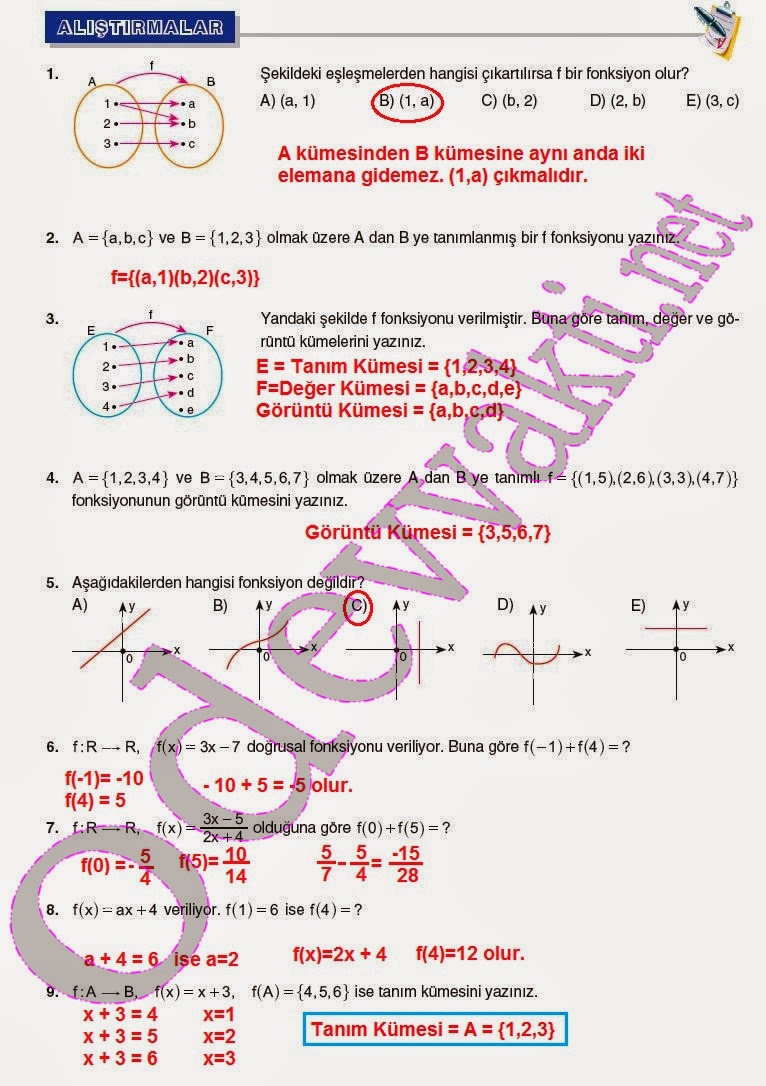 ALIŞTIRMALAR
1.
A f B
1 • • a
2 • • b
3 • • c
Şekildeki eşleşmelerden hangisi çıkartılırsa f bir fonksiyon olur?
A) (a, 1) B) (1, a) C) (b, 2) D) (2, b) E) (3, c)
A kümesinden B kümesine aynı anda iki
elemana gidemez. (1,a) çıkmalıdır.
2. A = {a,b,c} ve B = {1,2,3} olmak üzere A dan B ye tanımlanmış bir f fonksiyonu yazınız.
f={(a,1)(b,2)(c,3)}
3.
E f F
1 • • a
2 • • b
3 • • c
4 • • d
• e
Yandaki şekilde f fonksiyonu verilmiştir. Buna göre tanım, değer ve gö-
rüntü kümelerini yazınız.
E = Tanım Kümesi = {1,2,3,4}
F=Değer Kümesi = {a,b,c,d,e}
Görüntü Kümesi = {a,b,c,d}
4. A = {1,2,3,4} ve B = {3,4,5,6,7} olmak üzere A dan B ye tanımlı f = {(1,5),(2,6),(3,3),(4,7)}
fonksiyonunun görüntü kümesini yazınız.
Görüntü Kümesi = {3,5,6,7}
5. Aşağıdakilerden hangisi fonksiyon değildir?
A) y B) y C) y D) y E) y
x x x x x
0 0 0 0
6. f : R → R, f(x) = 3x – 7 doğrusal fonksiyonu veriliyor. Buna göre f(–1) + f(4) = ?
f(-1)= -10
f(4) = 5
- 10 + 5 = -5 olur.
7. f : R → R, f(x) = 3x – 5 / 2x + 4 olduğuna göre f(0) + f(5) = ?
f(0) = - 5/4 f(5)= 10/14 5/7 - 5/4 = -15/28
8. f(x) = ax + 4 veriliyor. f(1) = 6 ise f(4) = ?
a + 4 = 6 ise a=2 f(x)=2x + 4 f(4)=12 olur.
9. f : A → B, f(x) = x + 3, f(A) = {4,5,6} ise tanım kümesini yazınız.
x + 3 = 4 x=1
x + 3 = 5 x=2
x + 3 = 6 x=3
Tanım Kümesi = A = {1,2,3}
Odevvakti.net